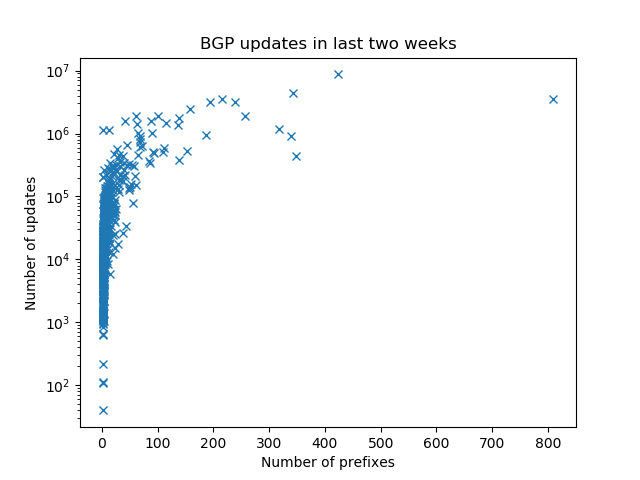 BGP updates in last two weeks
Number of updates
10⁷
10⁶
10⁵
10⁴
10³
10²
0 100 200 300 400 500 600 700 800
Number of prefixes